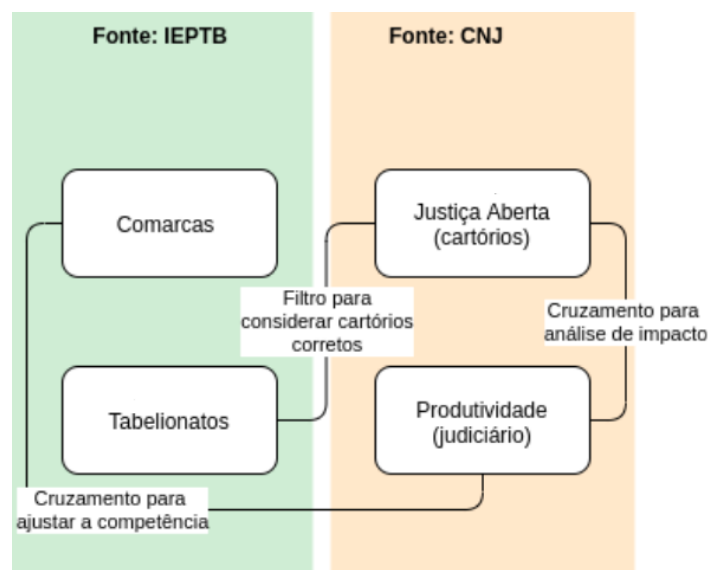 Fonte: IEPTB
Fonte: CNJ
Comarcas
Justiça Aberta
(cartórios)
Filtro para
considerar cartórios
corretos
Cruzamento para
análise de impacto
Tabelionatos
Produtividade
(judiciário)
Cruzamento para
ajustar a competência